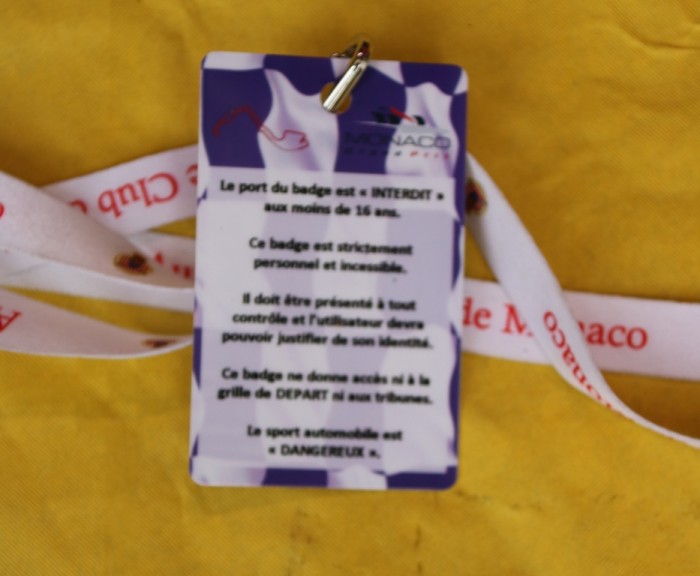 MONACO
Le port du badge est « INTERDIT »
aux moins de 16 ans.
Ce badge est strictement
personnel et incessible.
Il doit être présenté à tout
contrôle et l'utilisateur devra
pouvoir justifier de son identité.
Ce badge ne donne accès ni à la
grille de DEPART ni aux tribunes.
Le sport automobile est
« DANGEREUX ».
Club
de Monaco
Monaco